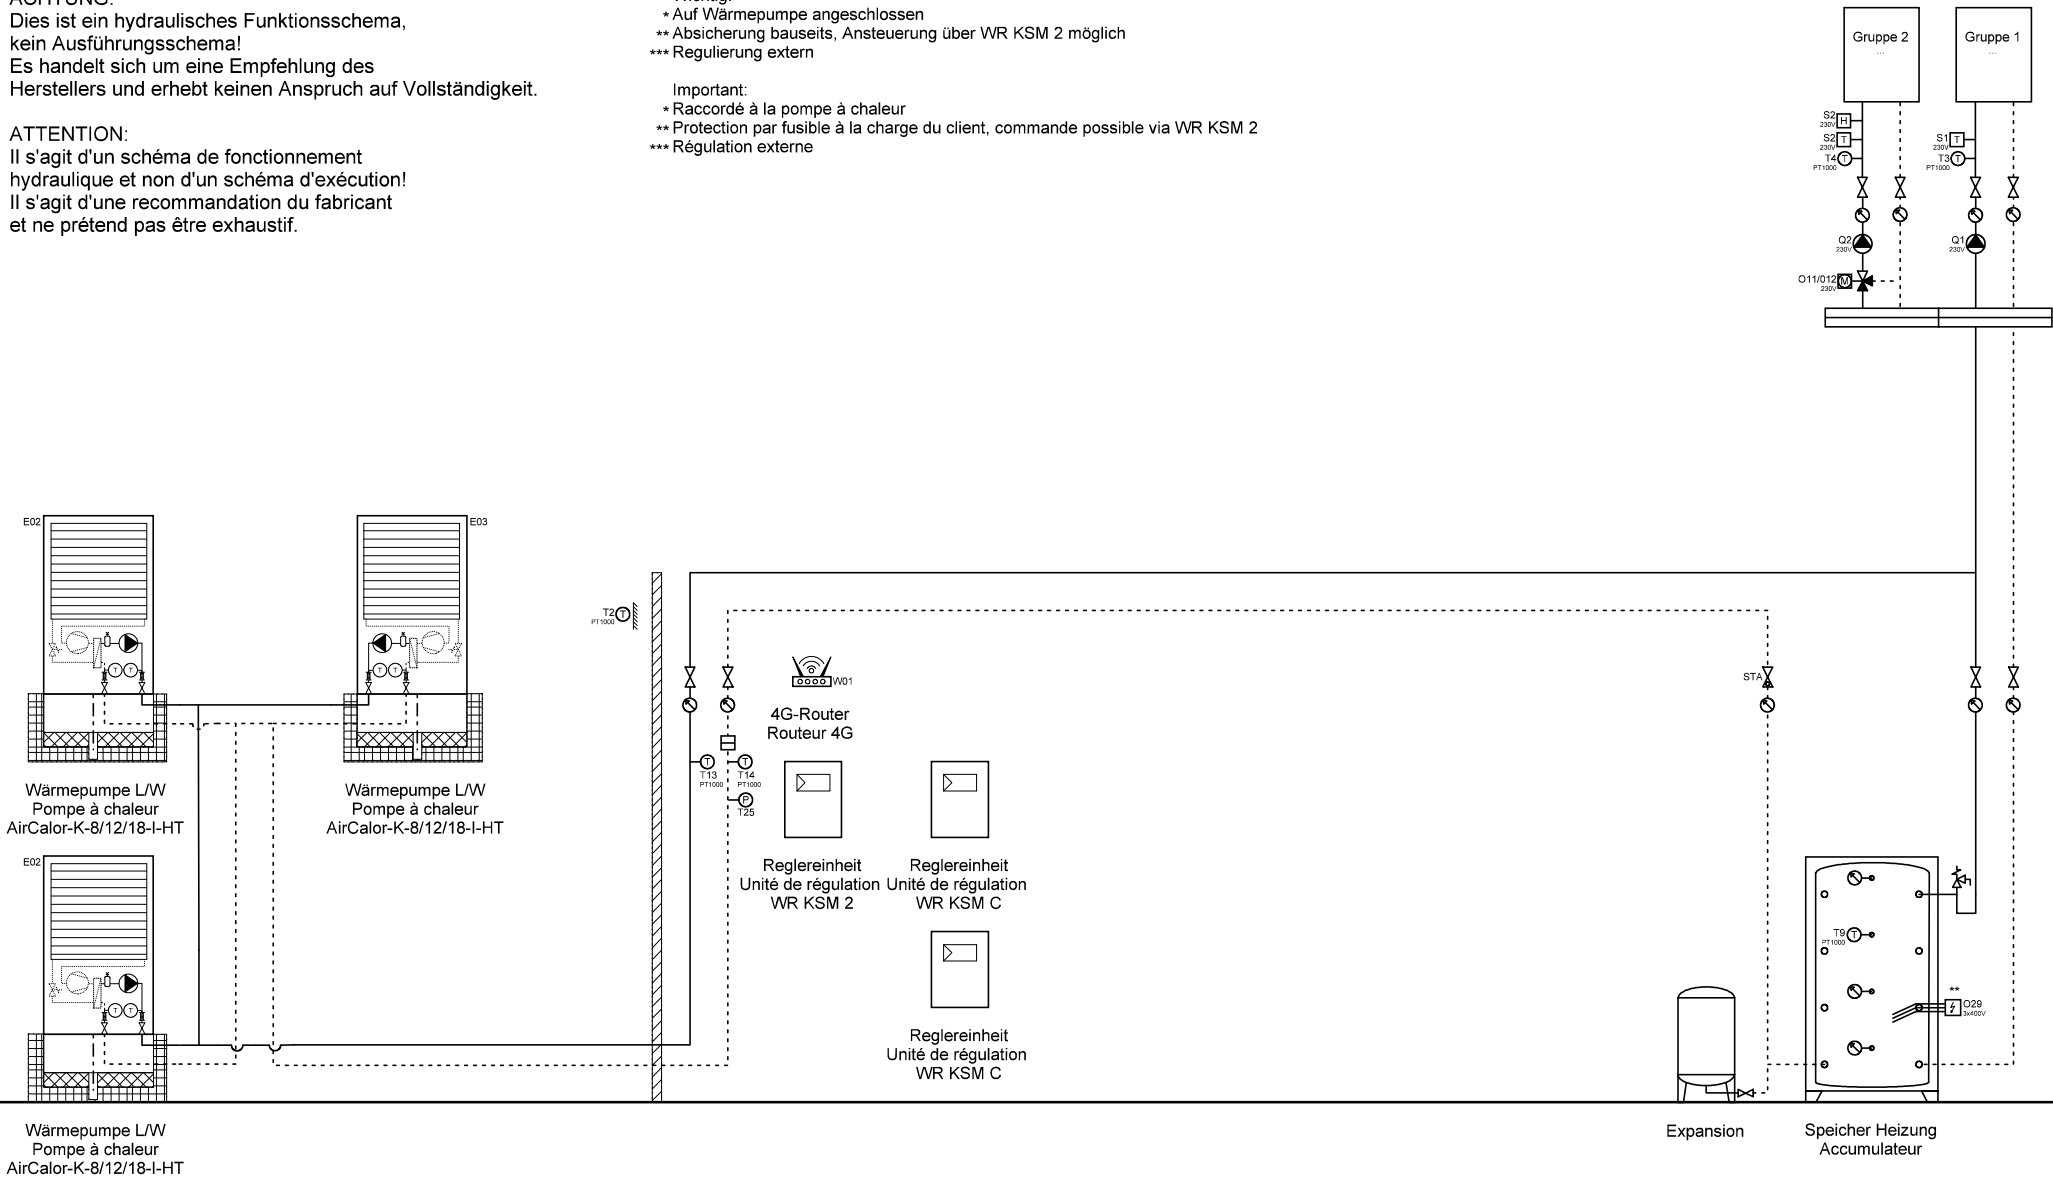 ACHTUNG:
Dies ist ein hydraulisches Funktionsschema,
kein Ausführungsschema!
Es handelt sich um eine Empfehlung des
Herstellers und erhebt keinen Anspruch auf Vollständigkeit.
ATTENTION:
Il s'agit d'un schéma de fonctionnement
hydraulique et non d'un schéma d'exécution!
Il s'agit d'une recommandation du fabricant
et ne prétend pas être exhaustif.
Wichtig:
* Auf Wärmepumpe angeschlossen
** Absicherung bauseits, Ansteuerung über WR KSM 2 möglich
*** Regulierung extern
Important:
* Raccordé à la pompe à chaleur
** Protection par fusible à la charge du client, commande possible via WR KSM 2
*** Régulation externe
Gruppe 2
...
Gruppe 1
...
S2
230V
H
S2
230V
T
T4
PT1000
T
S1
230V
T
T3
PT1000
T
Q2
230V
Q1
230V
O11/012
230V
M
E02
T T
Wärmepumpe L/W
Pompe à chaleur
AirCalor-K-8/12/18-I-HT
E03
T T
Wärmepumpe L/W
Pompe à chaleur
AirCalor-K-8/12/18-I-HT
E02
T T
Wärmepumpe L/W
Pompe à chaleur
AirCalor-K-8/12/18-I-HT
T2
PT1000
T
T
T13
PT1000
T
T14
PT1000
P
T25
W01
4G-Router
Routeur 4G
Reglereinheit
Unité de régulation
WR KSM 2
Reglereinheit
Unité de régulation
WR KSM C
Reglereinheit
Unité de régulation
WR KSM C
STA
T9
PT1000
T
**
O29
3x400V
Expansion
Speicher Heizung
Accumulateur